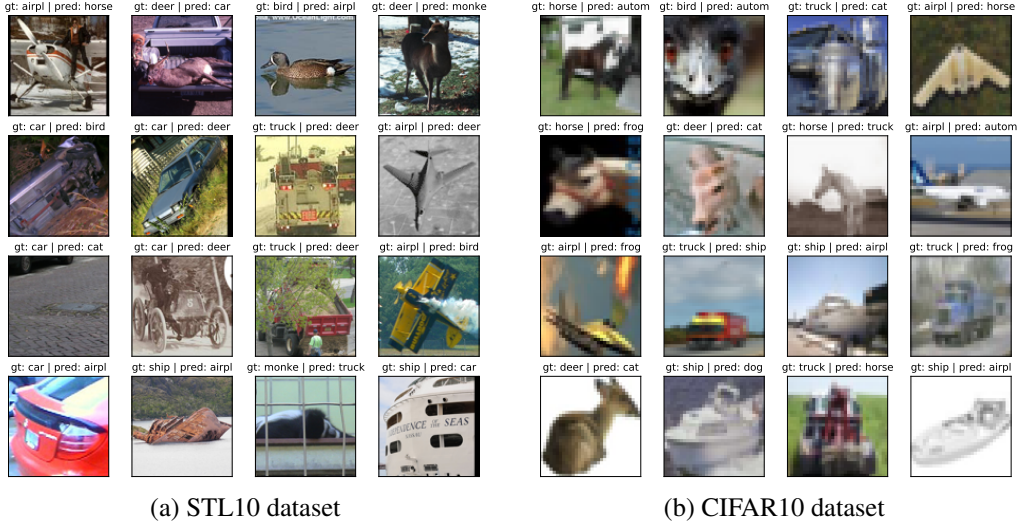 gt: airpl | pred: horse
gt: deer | pred: car
gt: bird | pred: airpl
gt: deer | pred: monke
www.OceanLight.com
gt: car | pred: bird
gt: car | pred: deer
gt: truck | pred: deer
gt: airpl | pred: deer
gt: car | pred: cat
gt: car | pred: deer
gt: truck | pred: deer
gt: airpl | pred: bird
gt: car | pred: airpl
gt: ship | pred: airpl
gt: monke | pred: truck
gt: ship | pred: car
OF THE SEAS
(a) STL10 dataset
gt: horse | pred: autom
gt: bird | pred: autom
gt: truck | pred: cat
gt: airpl | pred: horse
gt: horse | pred: frog
gt: deer | pred: cat
gt: horse | pred: truck
gt: airpl | pred: autom
gt: airpl | pred: frog
gt: truck | pred: ship
gt: ship | pred: airpl
gt: truck | pred: frog
gt: deer | pred: cat
gt: ship | pred: dog
gt: truck | pred: horse
gt: ship | pred: airpl
(b) CIFAR10 dataset